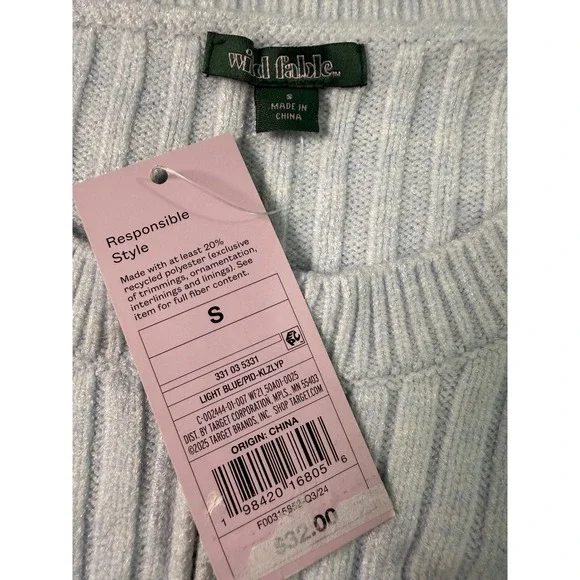 wild fable™
S
MADE IN
CHINA
Responsible
Style
Made with at least 20%
recycled polyester (exclusive
of trimmings, ornamentation,
interlinings and linings). See
item for full fiber content.
S
331 03 5331
LIGHT BLUE/PID-KLZLYP
C-002444-01-007 WFZ1 50A01-0025
DIST. BY TARGET CORPORATION, MPLS., MN 55403
©2025 TARGET BRANDS, INC. SHOP TARGET.COM
ORIGIN: CHINA
1 98420 16805 6
$32.00